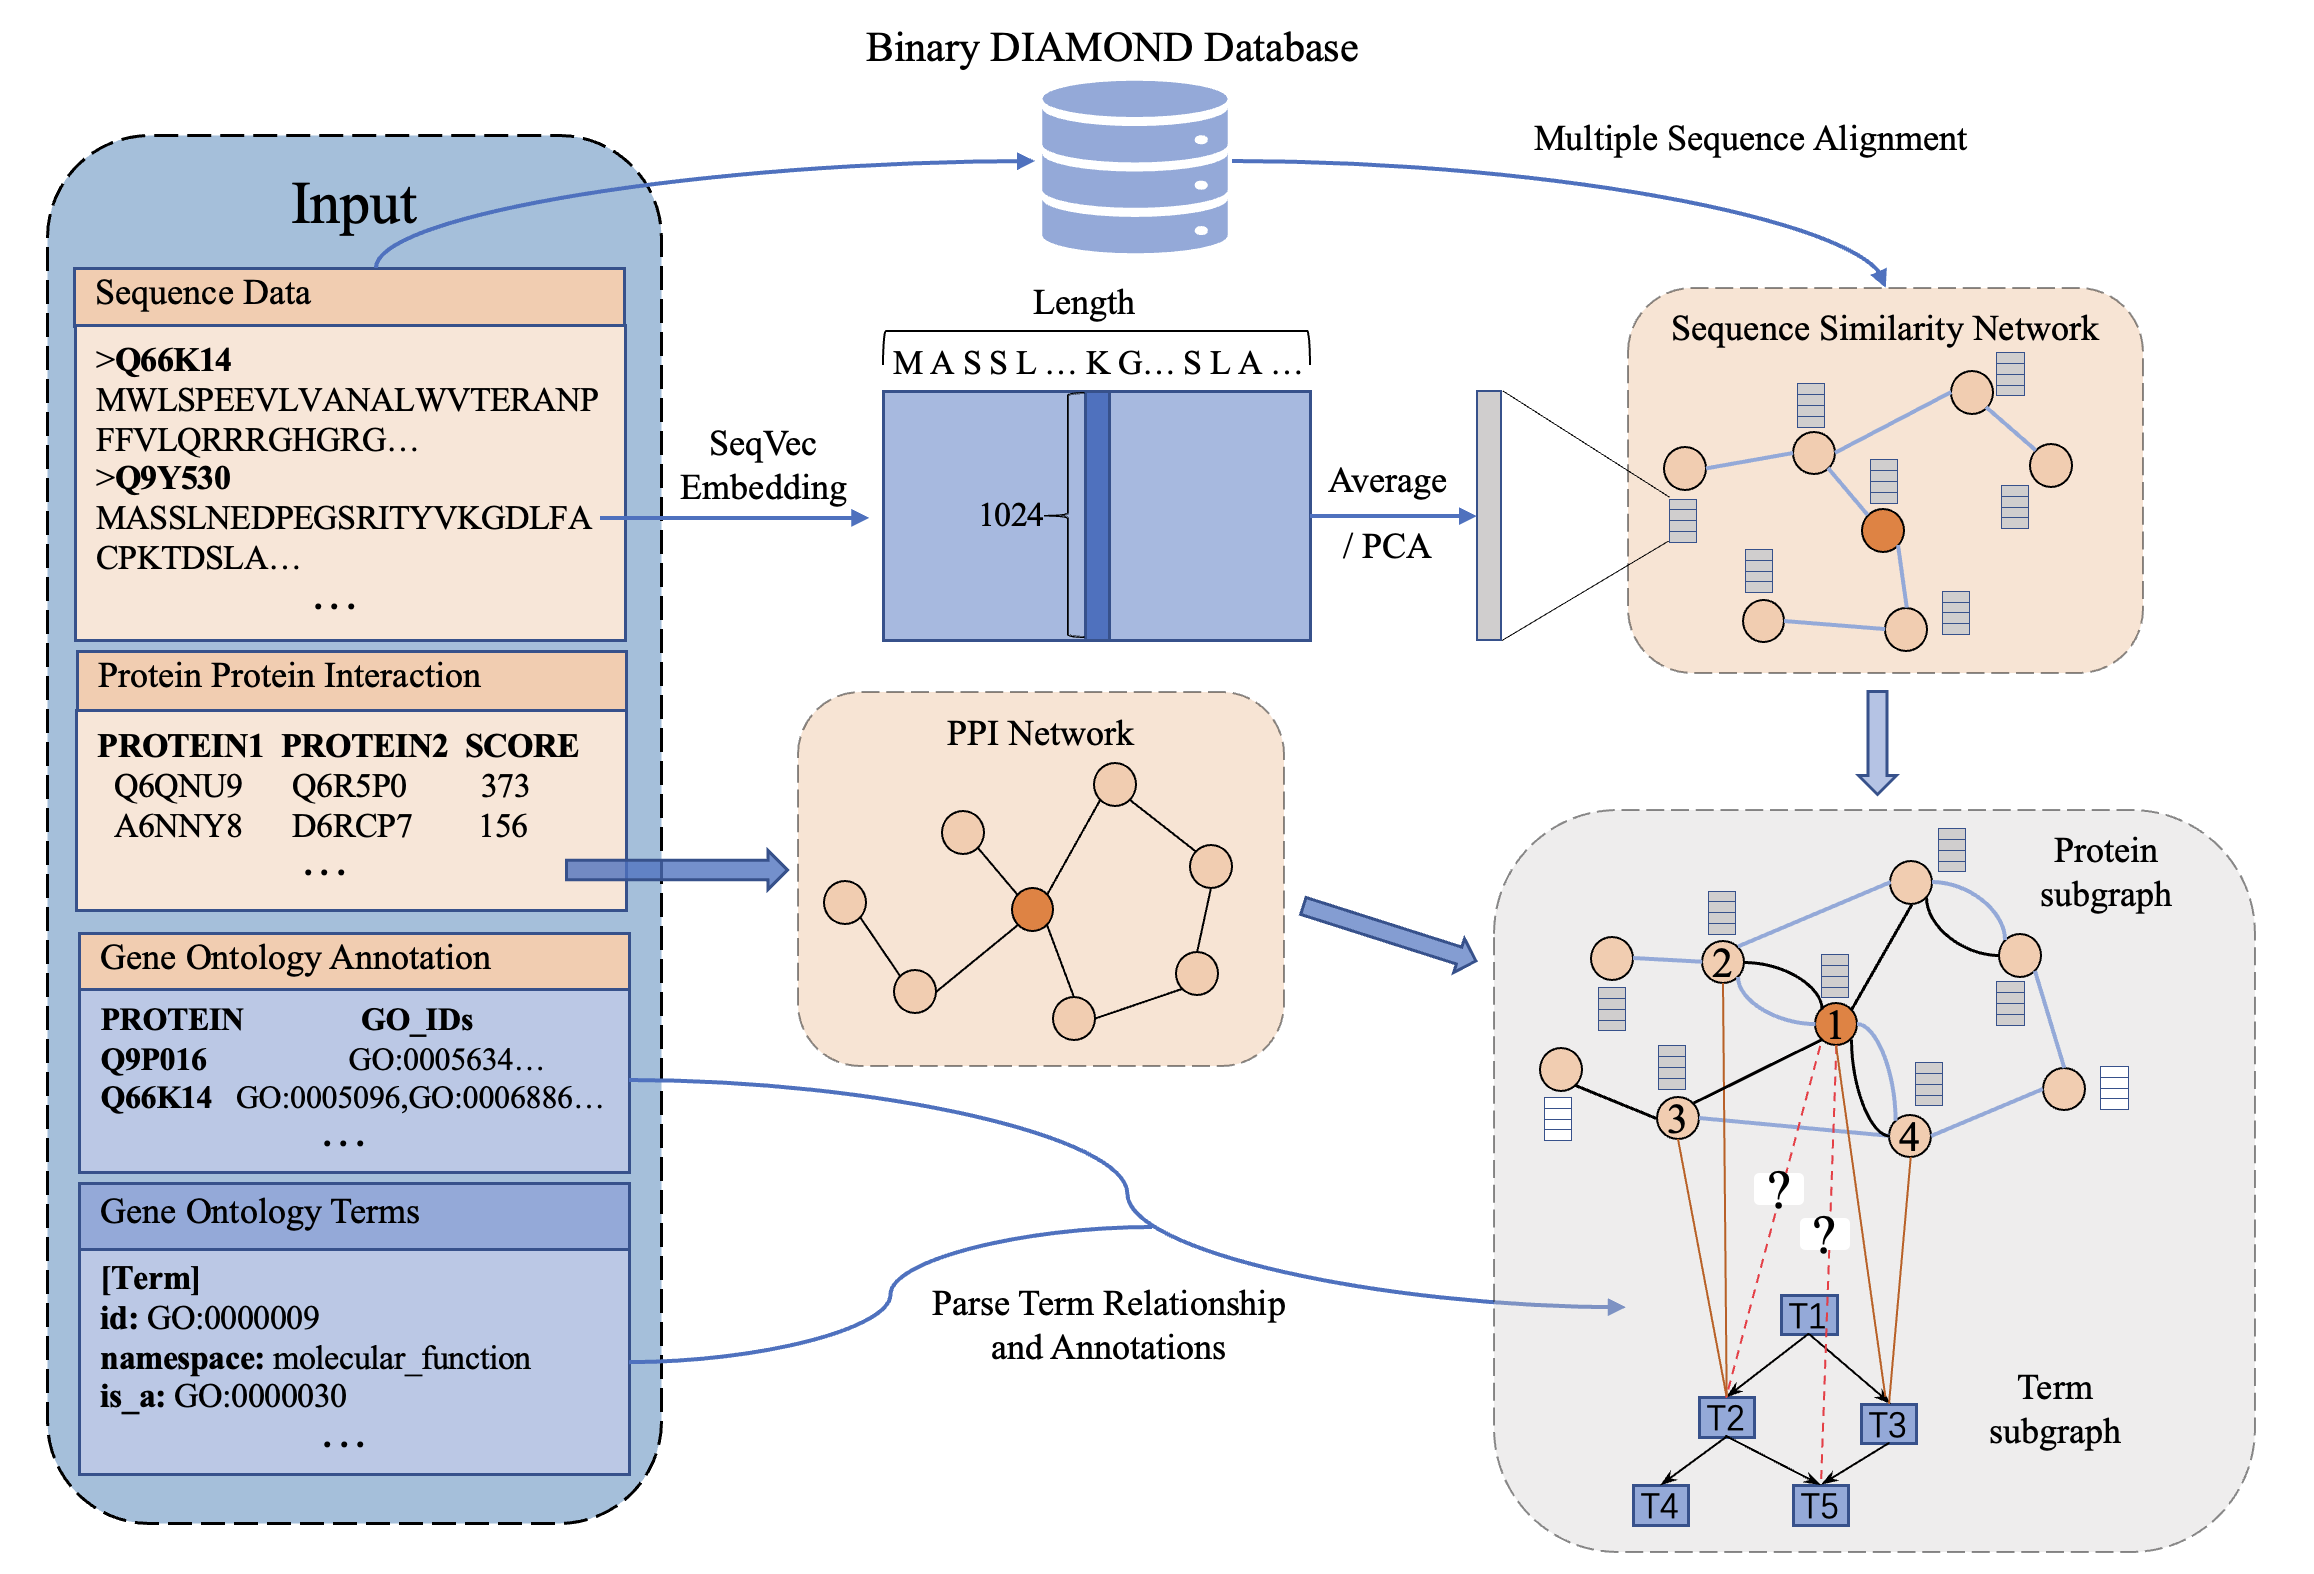 Binary DIAMOND Database
Multiple Sequence Alignment
Input
Sequence Data
>Q66K14
MWLSPEEVLVANALWVTERANP
FFVLQRRRGHGRG…
>Q9Y530
MASSLNEDPEGSRITYVKGDLFA
CPKTDSLA…
…
Protein Protein Interaction
PROTEIN1 PROTEIN2 SCORE
Q6QNU9 Q6R5P0 373
A6NNY8 D6RCP7 156
…
Gene Ontology Annotation
PROTEIN GO_IDs
Q9P016 GO:0005634…
Q66K14 GO:0005096,GO:0006886…
…
Gene Ontology Terms
[Term]
id: GO:0000009
namespace: molecular_function
is_a: GO:0000030
…
SeqVec
Embedding
Length
M A S S L … K G… S L A …
1024
Average
/ PCA
Sequence Similarity Network
PPI Network
Parse Term Relationship
and Annotations
Protein
subgraph
2
1
3
4
?
?
T1
T2
T3
T4
T5
Term
subgraph